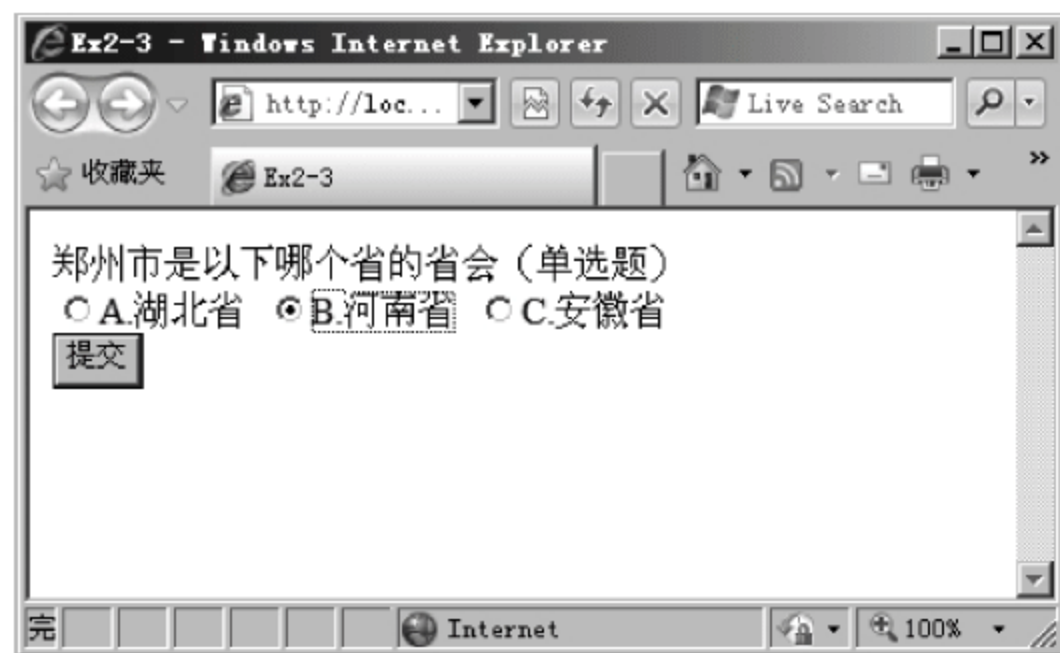 Ex2-3 - Windows Internet Explorer
http://loc... Live Search
收藏夹 Ex2-3 »
郑州市是以下哪个省的省会（单选题）
A.湖北省 B.河南省 C.安徽省
提交
完 Internet 100%